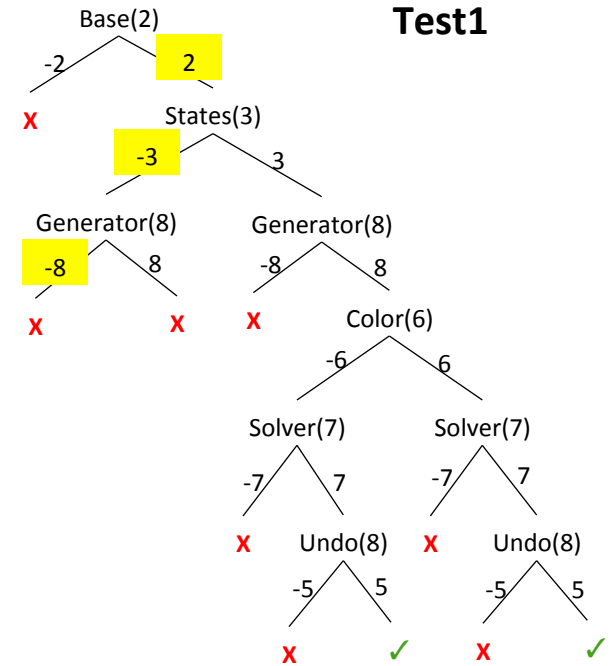 Test1
Base(2)
-2 2
X
States(3)
-3 3
Generator(8) Generator(8)
-8 8 -8 8
X X X
Color(6)
-6 6
Solver(7) Solver(7)
-7 7 -7 7
X Undo(8) X Undo(8)
-5 5 -5 5
X ✓ X ✓